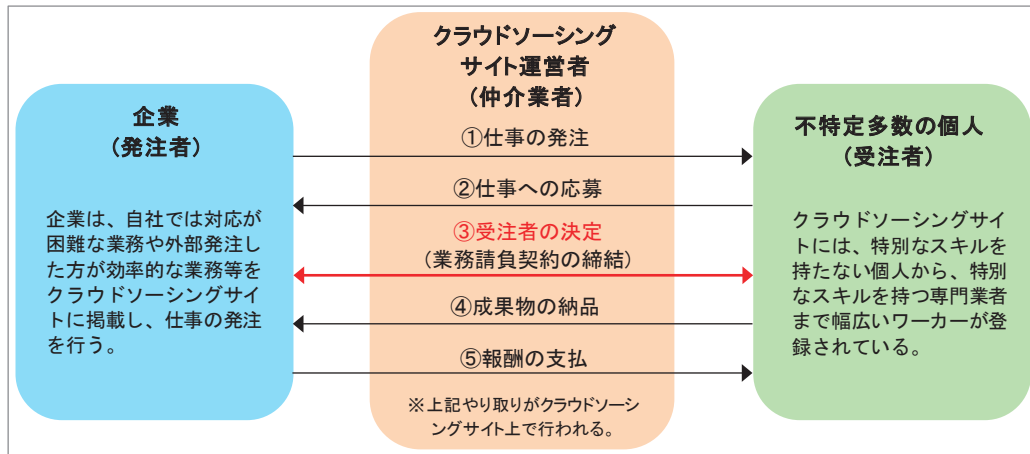 クラウドソーシング
サイト運営者
(仲介業者)
企業
(発注者)
企業は、自社では対応が
困難な業務や外部発注し
た方が効率的な業務等を
クラウドソーシングサイ
トに掲載し、仕事の発注
を行う。
①仕事の発注
②仕事への応募
③受注者の決定
(業務請負契約の締結)
④成果物の納品
⑤報酬の支払
※上記やり取りがクラウドソーシ
ングサイト上で行われる。
不特定多数の個人
(受注者)
クラウドソーシングサイ
トには、特別なスキルを
持たない個人から、特別
なスキルを持つ専門業者
まで幅広いワーカーが登
録されている。